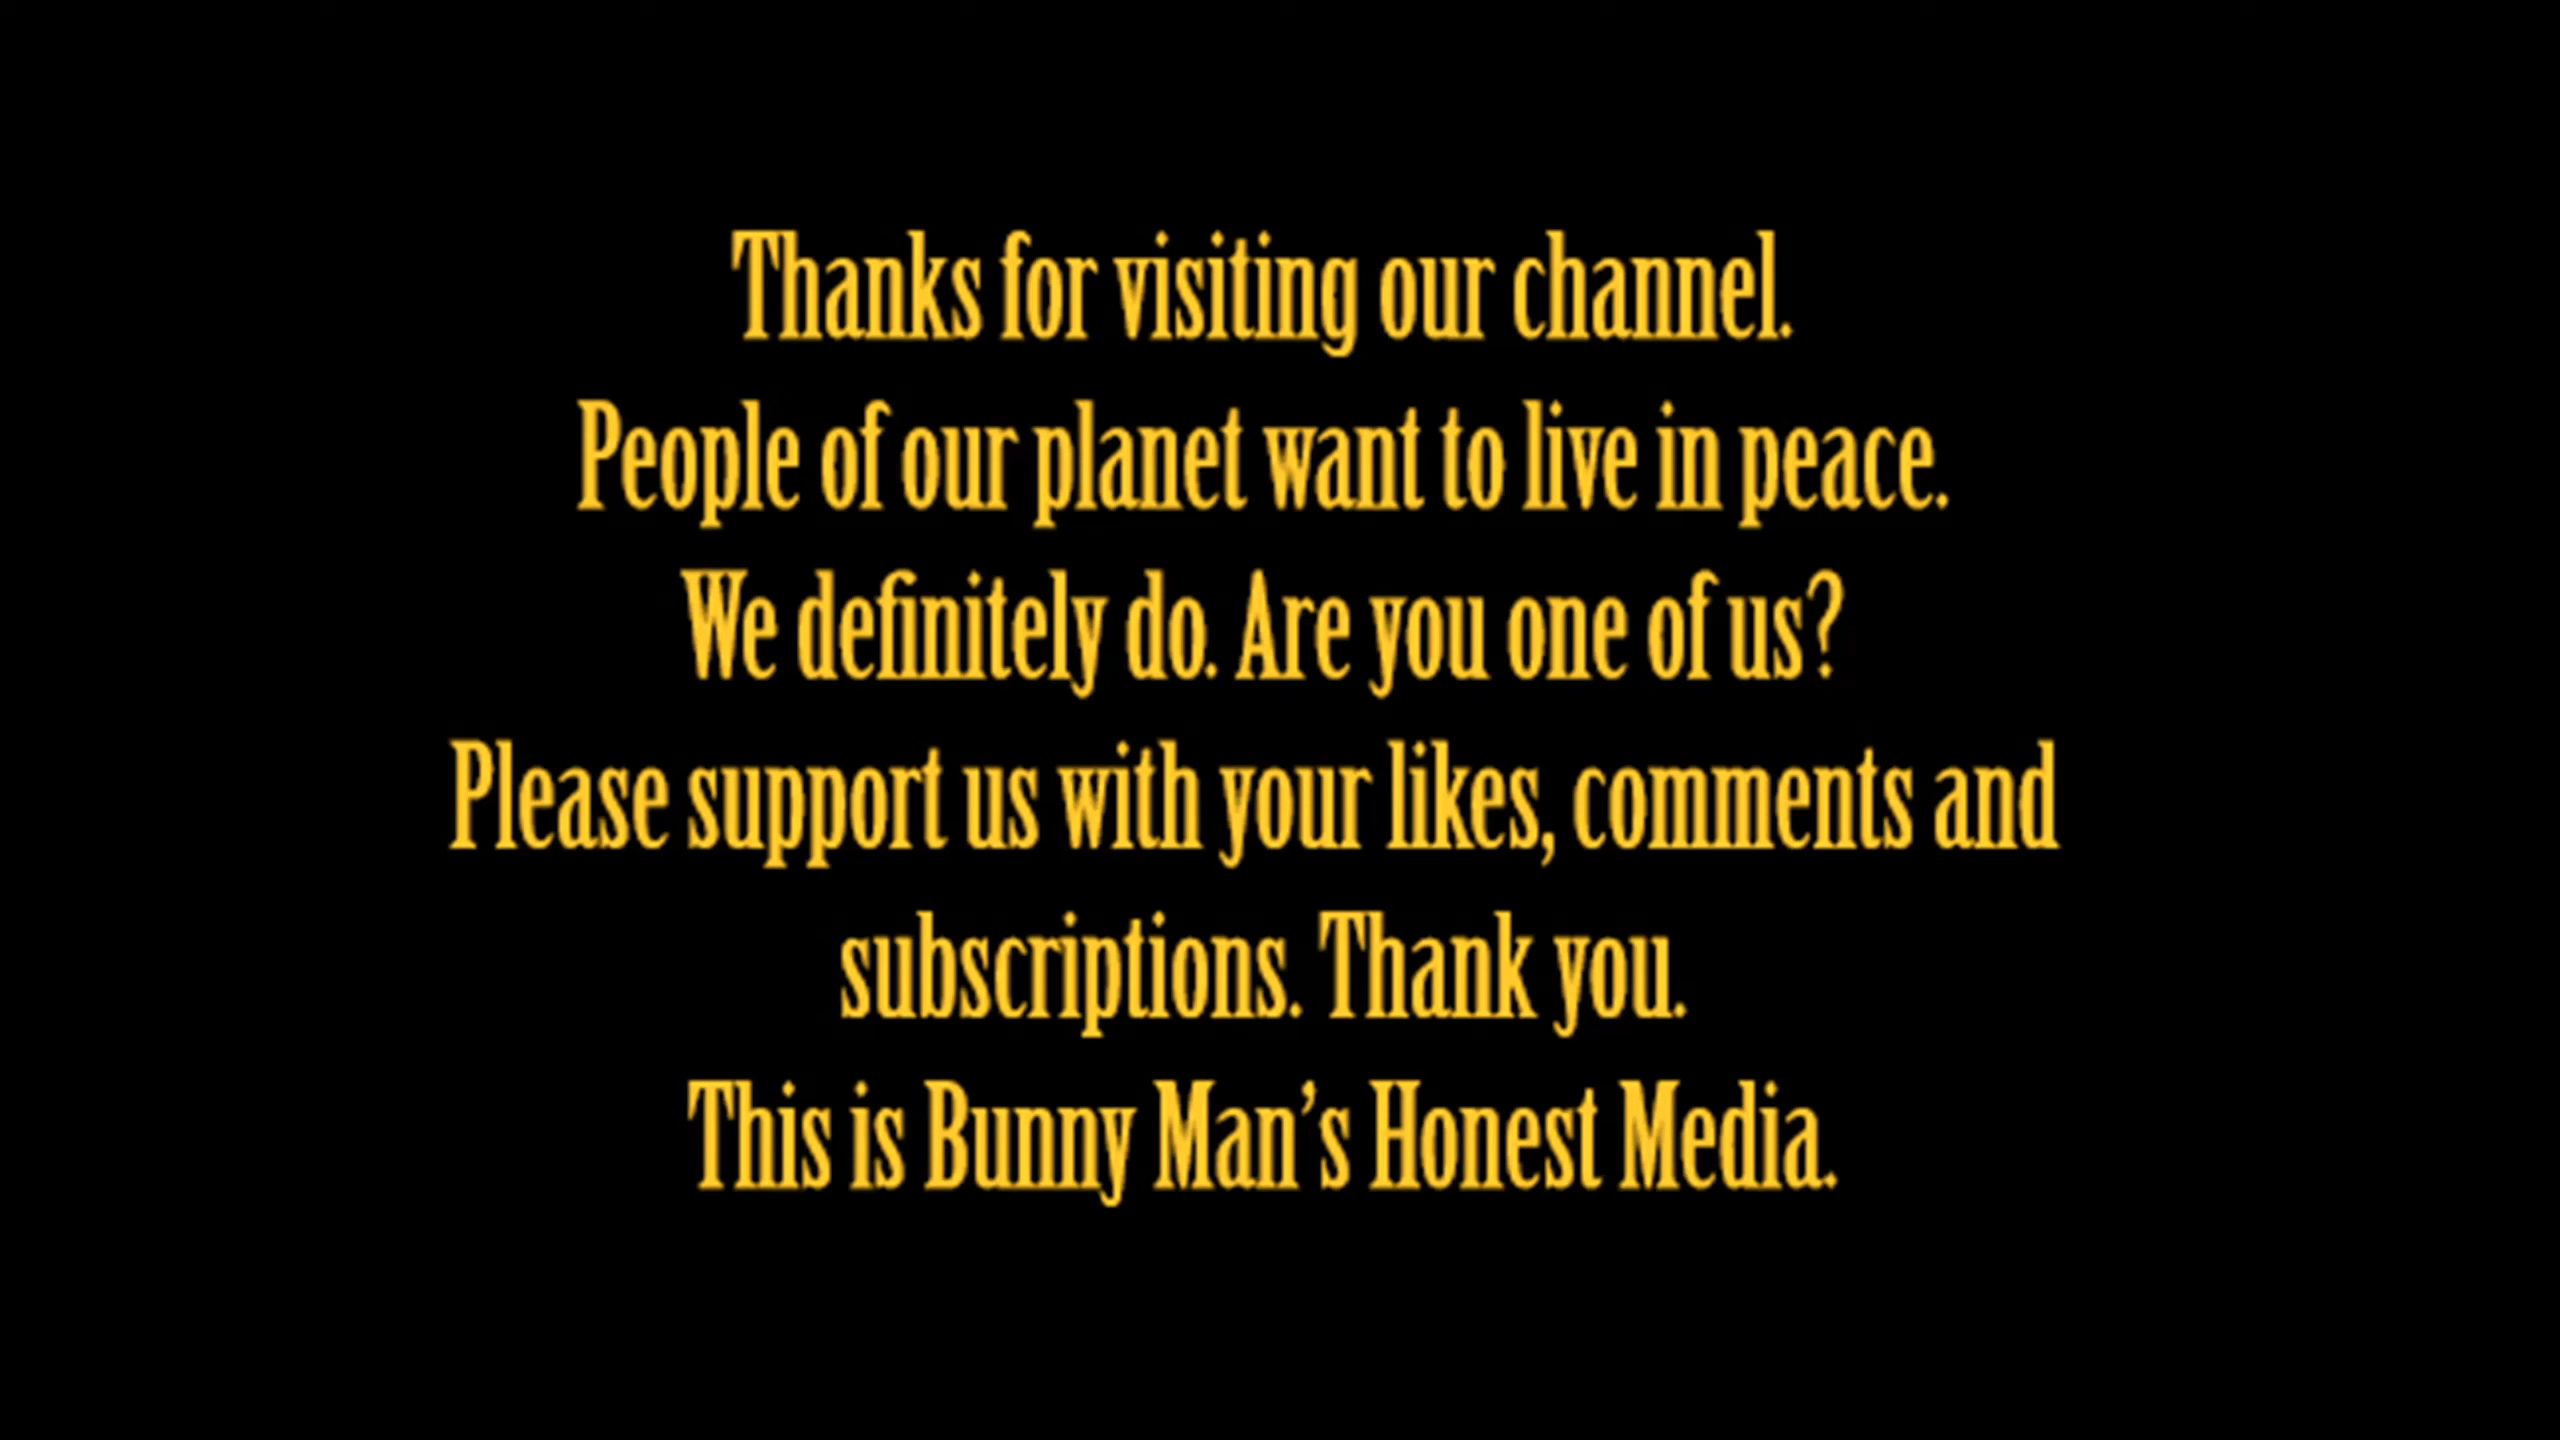 Thanks for visiting our channel.
People of our planet want to live in peace.
We definitely do. Are you one of us?
Please support us with your likes, comments and
subscriptions. Thank you.
This is Bunny Man’s Honest Media.